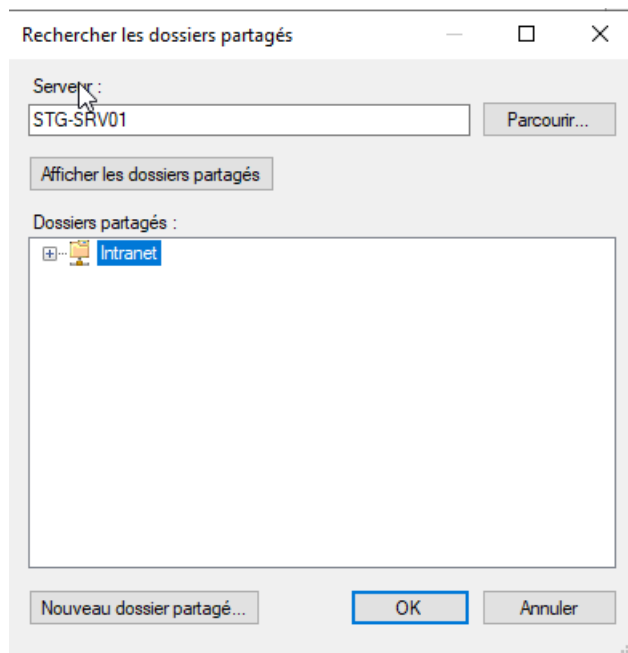 Rechercher les dossiers partagés
Serveur :
STG-SRV01
Parcourir...
Afficher les dossiers partagés
Dossiers partagés :
Intranet
Nouveau dossier partagé...
OK
Annuler